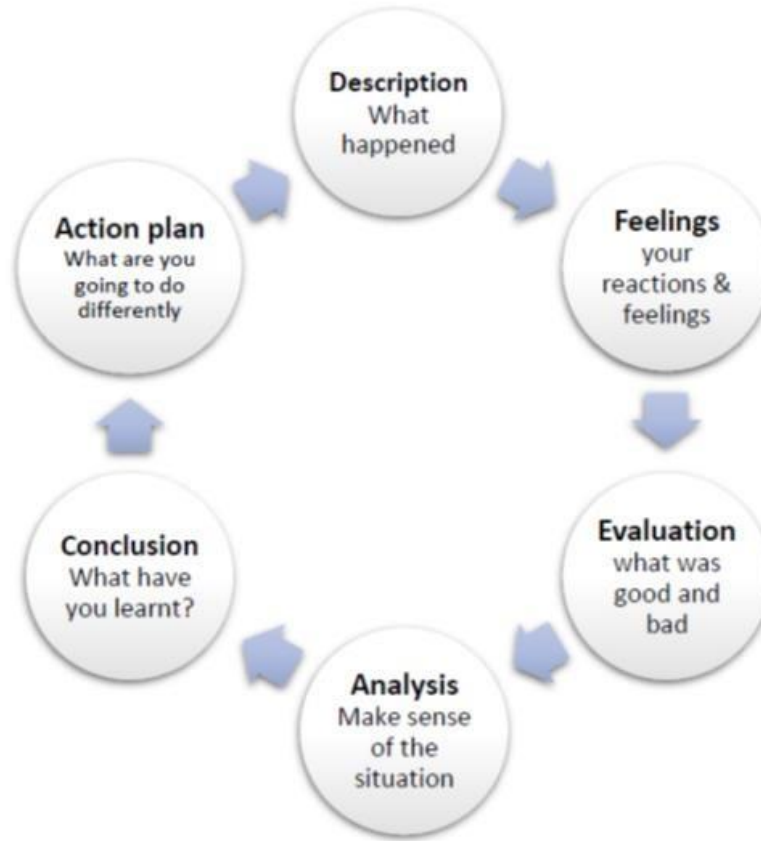 Description
What
happened
Feelings
your
reactions &
feelings
Evaluation
what was
good and
bad
Analysis
Make sense
of the
situation
Conclusion
What have
you learnt?
Action plan
What are you
going to do
differently